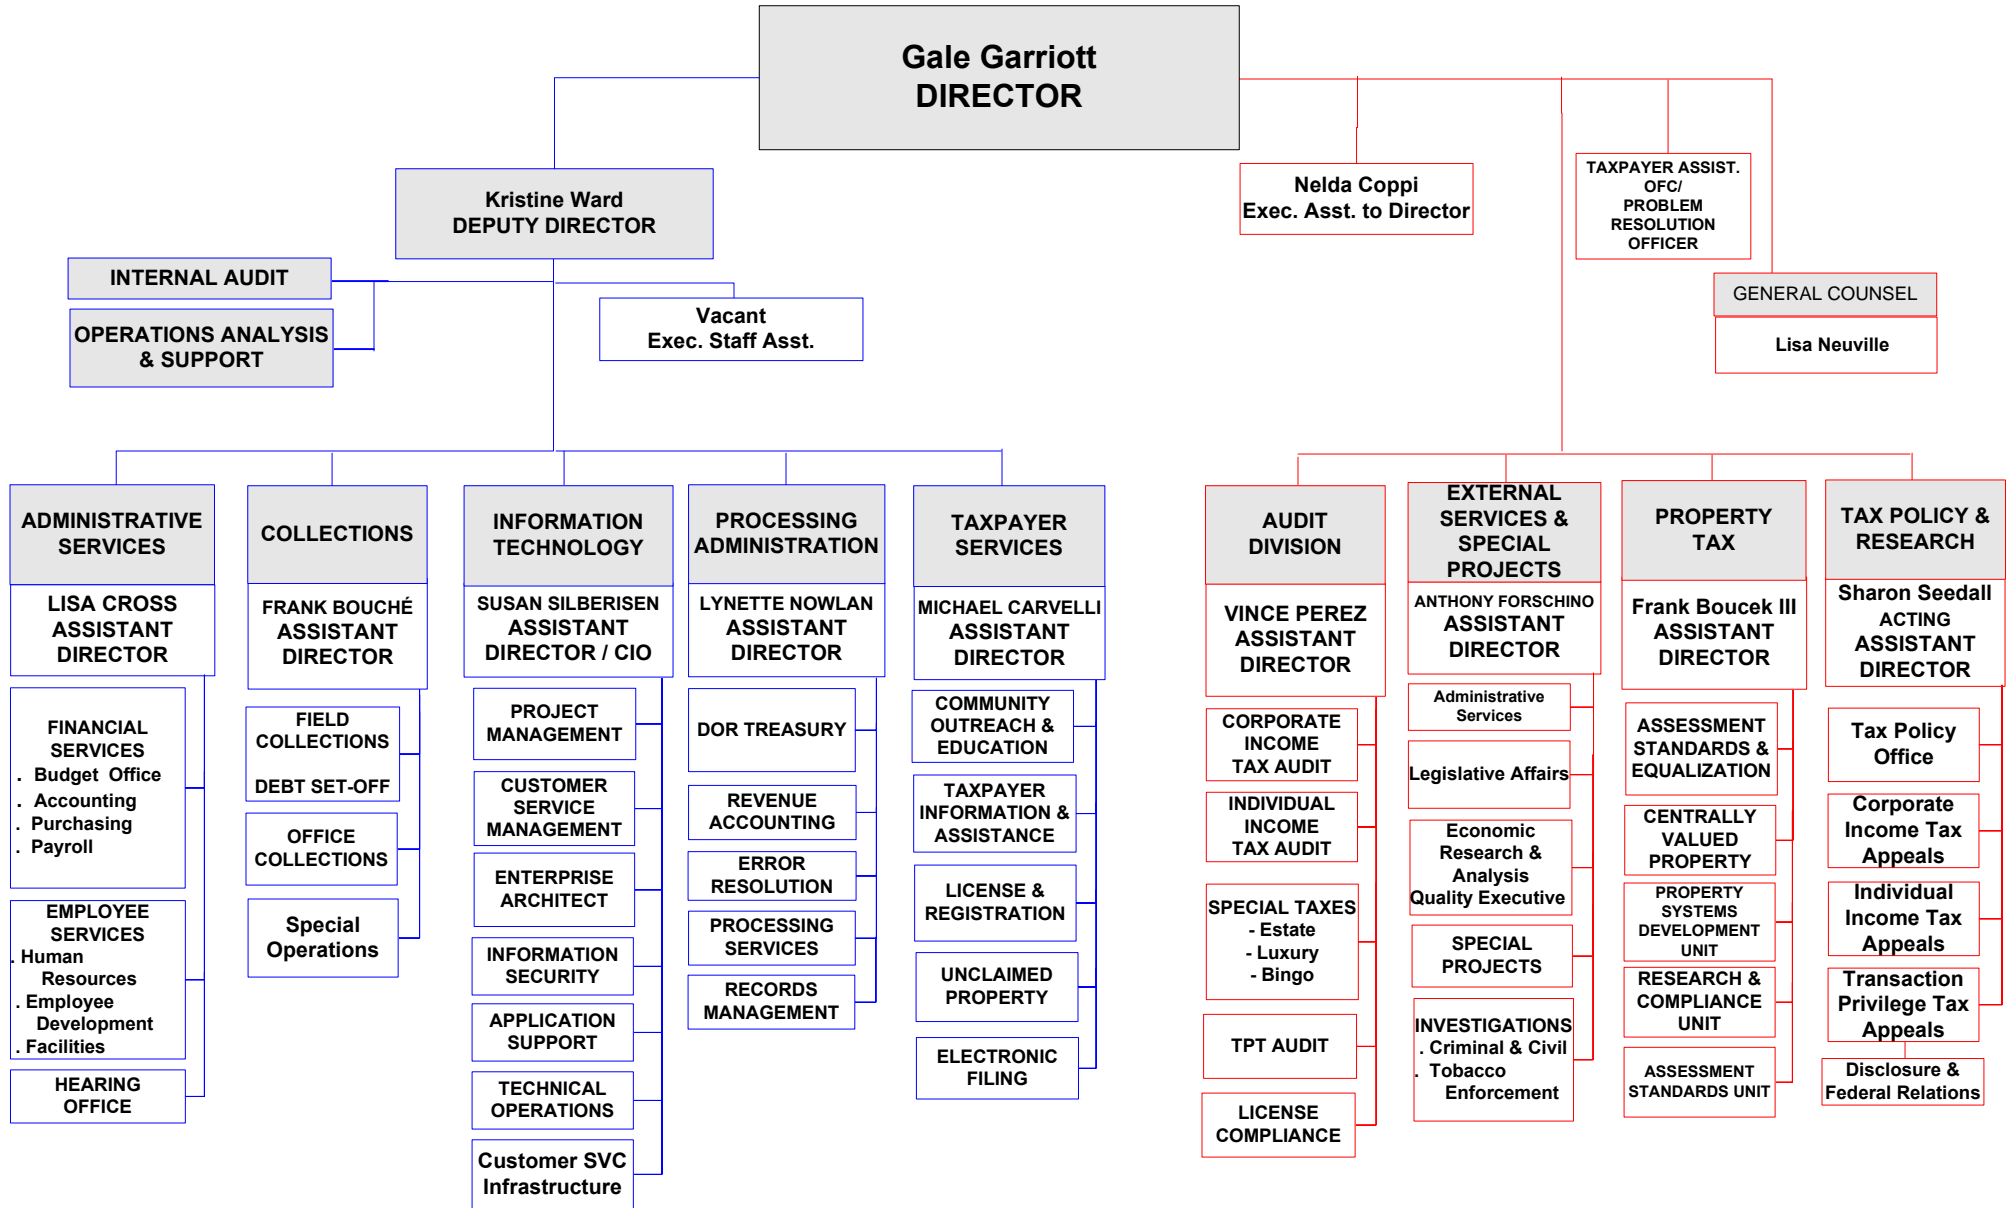 Gale Garriott
DIRECTOR
Kristine Ward
DEPUTY DIRECTOR
Nelda Coppi
Exec. Asst. to Director
TAXPAYER ASSIST.
OFC/
PROBLEM
RESOLUTION
OFFICER
INTERNAL AUDIT
OPERATIONS ANALYSIS
& SUPPORT
Vacant
Exec. Staff Asst.
GENERAL COUNSEL
Lisa Neuville
ADMINISTRATIVE
SERVICES
LISA CROSS
ASSISTANT
DIRECTOR
FINANCIAL
SERVICES
. Budget Office
. Accounting
. Purchasing
. Payroll
EMPLOYEE
SERVICES
. Human
Resources
. Employee
Development
. Facilities
HEARING
OFFICE
COLLECTIONS
FRANK BOUCHÉ
ASSISTANT
DIRECTOR
FIELD
COLLECTIONS
DEBT SET-OFF
OFFICE
COLLECTIONS
Special
Operations
INFORMATION
TECHNOLOGY
SUSAN SILBERISEN
ASSISTANT
DIRECTOR / CIO
PROJECT
MANAGEMENT
CUSTOMER
SERVICE
MANAGEMENT
ENTERPRISE
ARCHITECT
INFORMATION
SECURITY
APPLICATION
SUPPORT
TECHNICAL
OPERATIONS
Customer SVC
Infrastructure
PROCESSING
ADMINISTRATION
LYNETTE NOWLAN
ASSISTANT
DIRECTOR
DOR TREASURY
REVENUE
ACCOUNTING
ERROR
RESOLUTION
PROCESSING
SERVICES
RECORDS
MANAGEMENT
TAXPAYER
SERVICES
MICHAEL CARVELLI
ASSISTANT
DIRECTOR
COMMUNITY
OUTREACH &
EDUCATION
TAXPAYER
INFORMATION &
ASSISTANCE
LICENSE &
REGISTRATION
UNCLAIMED
PROPERTY
ELECTRONIC
FILING
AUDIT
DIVISION
VINCE PEREZ
ASSISTANT
DIRECTOR
CORPORATE
INCOME
TAX AUDIT
INDIVIDUAL
INCOME
TAX AUDIT
SPECIAL TAXES
- Estate
- Luxury
- Bingo
TPT AUDIT
LICENSE
COMPLIANCE
EXTERNAL
SERVICES &
SPECIAL
PROJECTS
ANTHONY FORSCHINO
ASSISTANT
DIRECTOR
Administrative
Services
Legislative Affairs
Economic
Research &
Analysis
Quality Executive
SPECIAL
PROJECTS
INVESTIGATIONS
. Criminal & Civil
. Tobacco
Enforcement
PROPERTY
TAX
Frank Boucek III
ASSISTANT
DIRECTOR
ASSESSMENT
STANDARDS &
EQUALIZATION
CENTRALLY
VALUED
PROPERTY
PROPERTY
SYSTEMS
DEVELOPMENT
UNIT
RESEARCH &
COMPLIANCE
UNIT
ASSESSMENT
STANDARDS UNIT
TAX POLICY &
RESEARCH
Sharon Seedall
ACTING
ASSISTANT
DIRECTOR
Tax Policy
Office
Corporate
Income Tax
Appeals
Individual
Income Tax
Appeals
Transaction
Privilege Tax
Appeals
Disclosure &
Federal Relations